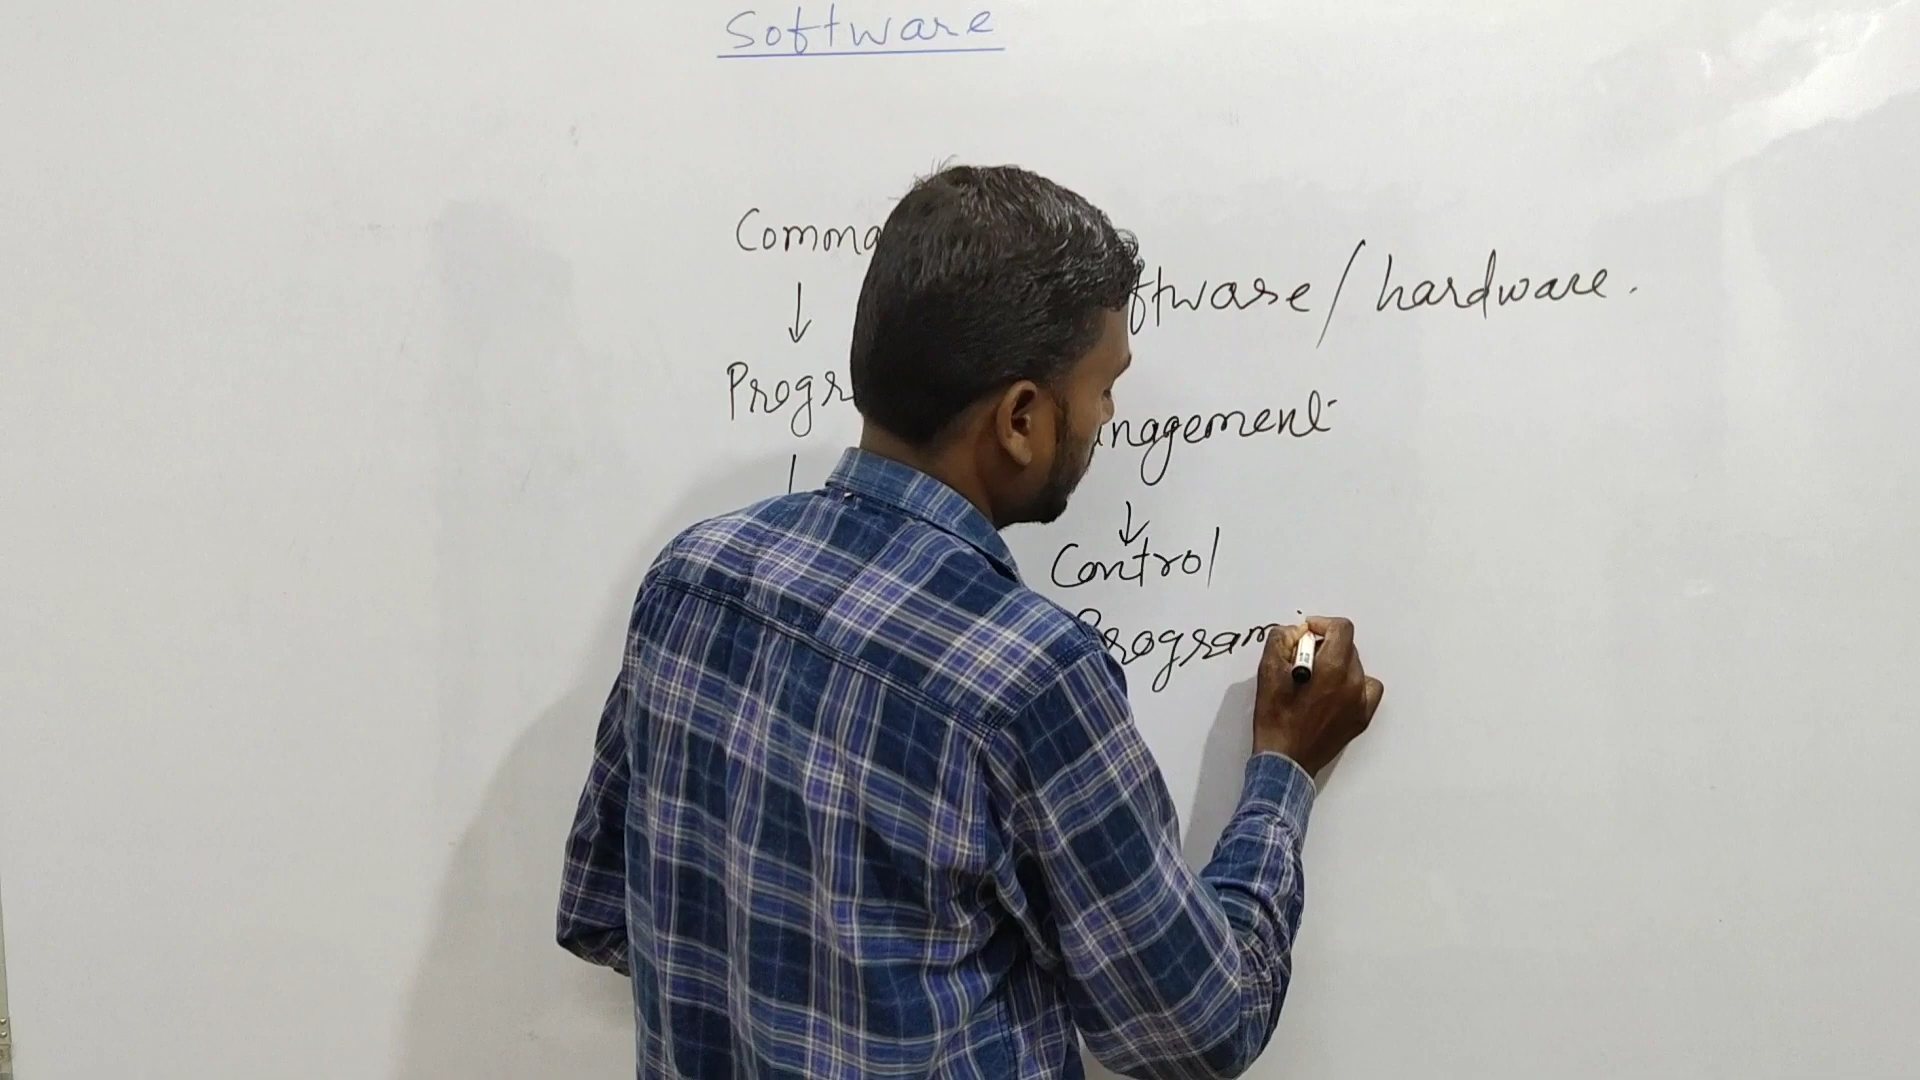 Software
Comma
ftware/hardware.
Progr
nagement
Control
Program